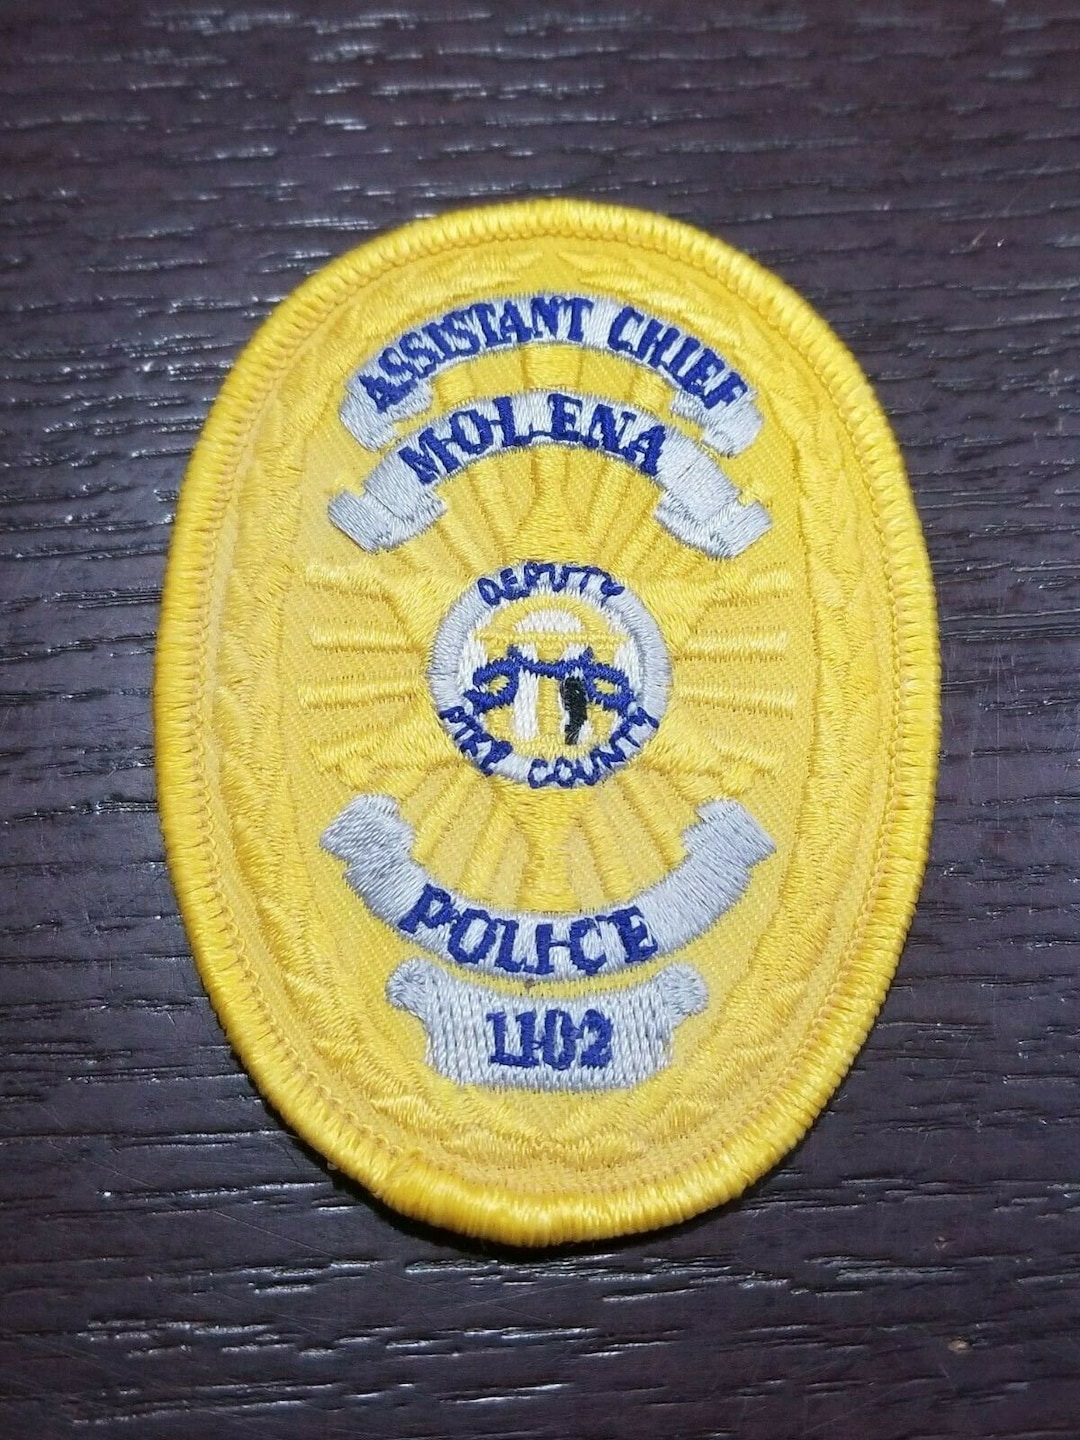 ASSISTANT CHIEF
MOLENA
DEPUTY
PIKE COUNTY
POLICE
1102